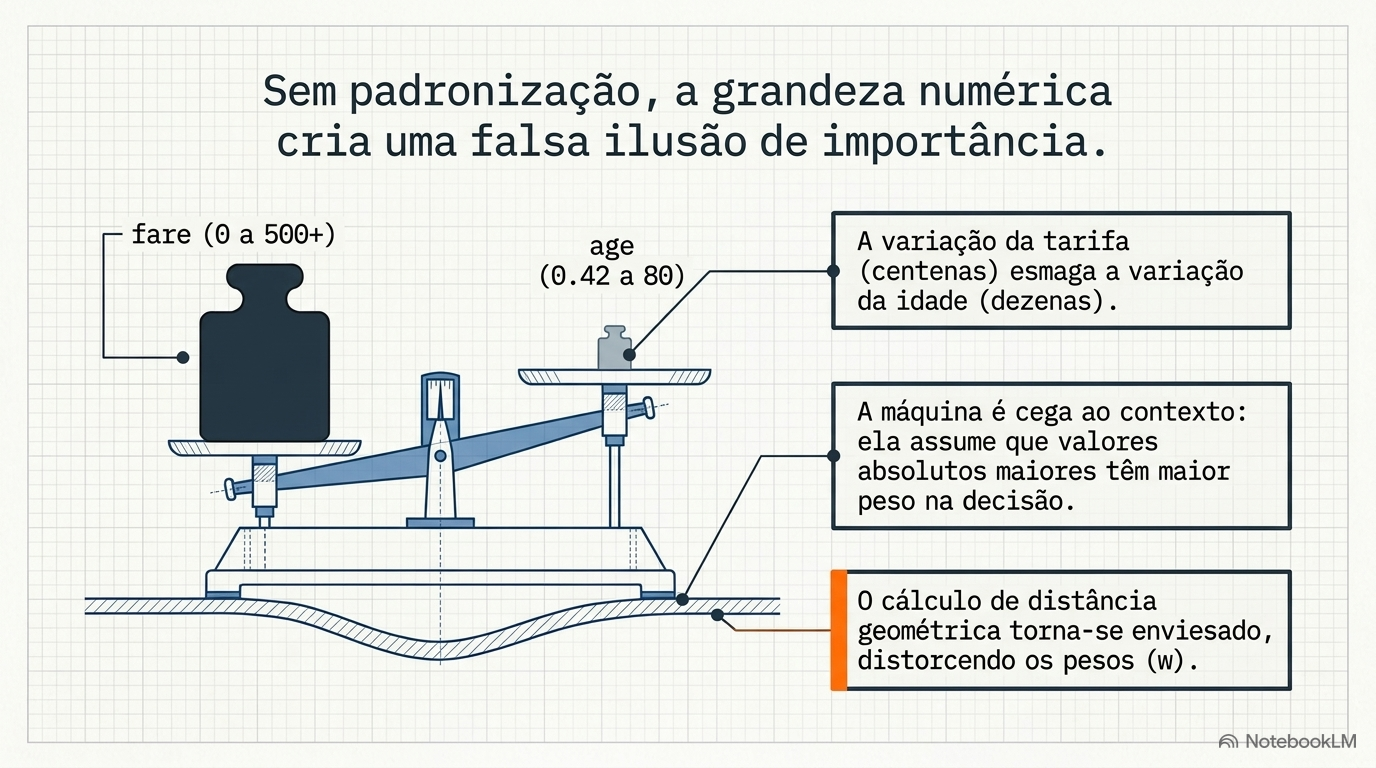 Sem padronização, a grandeza numérica
cria uma falsa ilusão de importância.
fare (0 a 500+)
age
(0.42 a 80)
A variação da tarifa
(centenas) esmaga a variação
da idade (dezenas).
A máquina é cega ao contexto:
ela assume que valores
absolutos maiores têm maior
peso na decisão.
O cálculo de distância
geométrica torna-se enviesado,
distorcendo os pesos (w).
NotebookLM